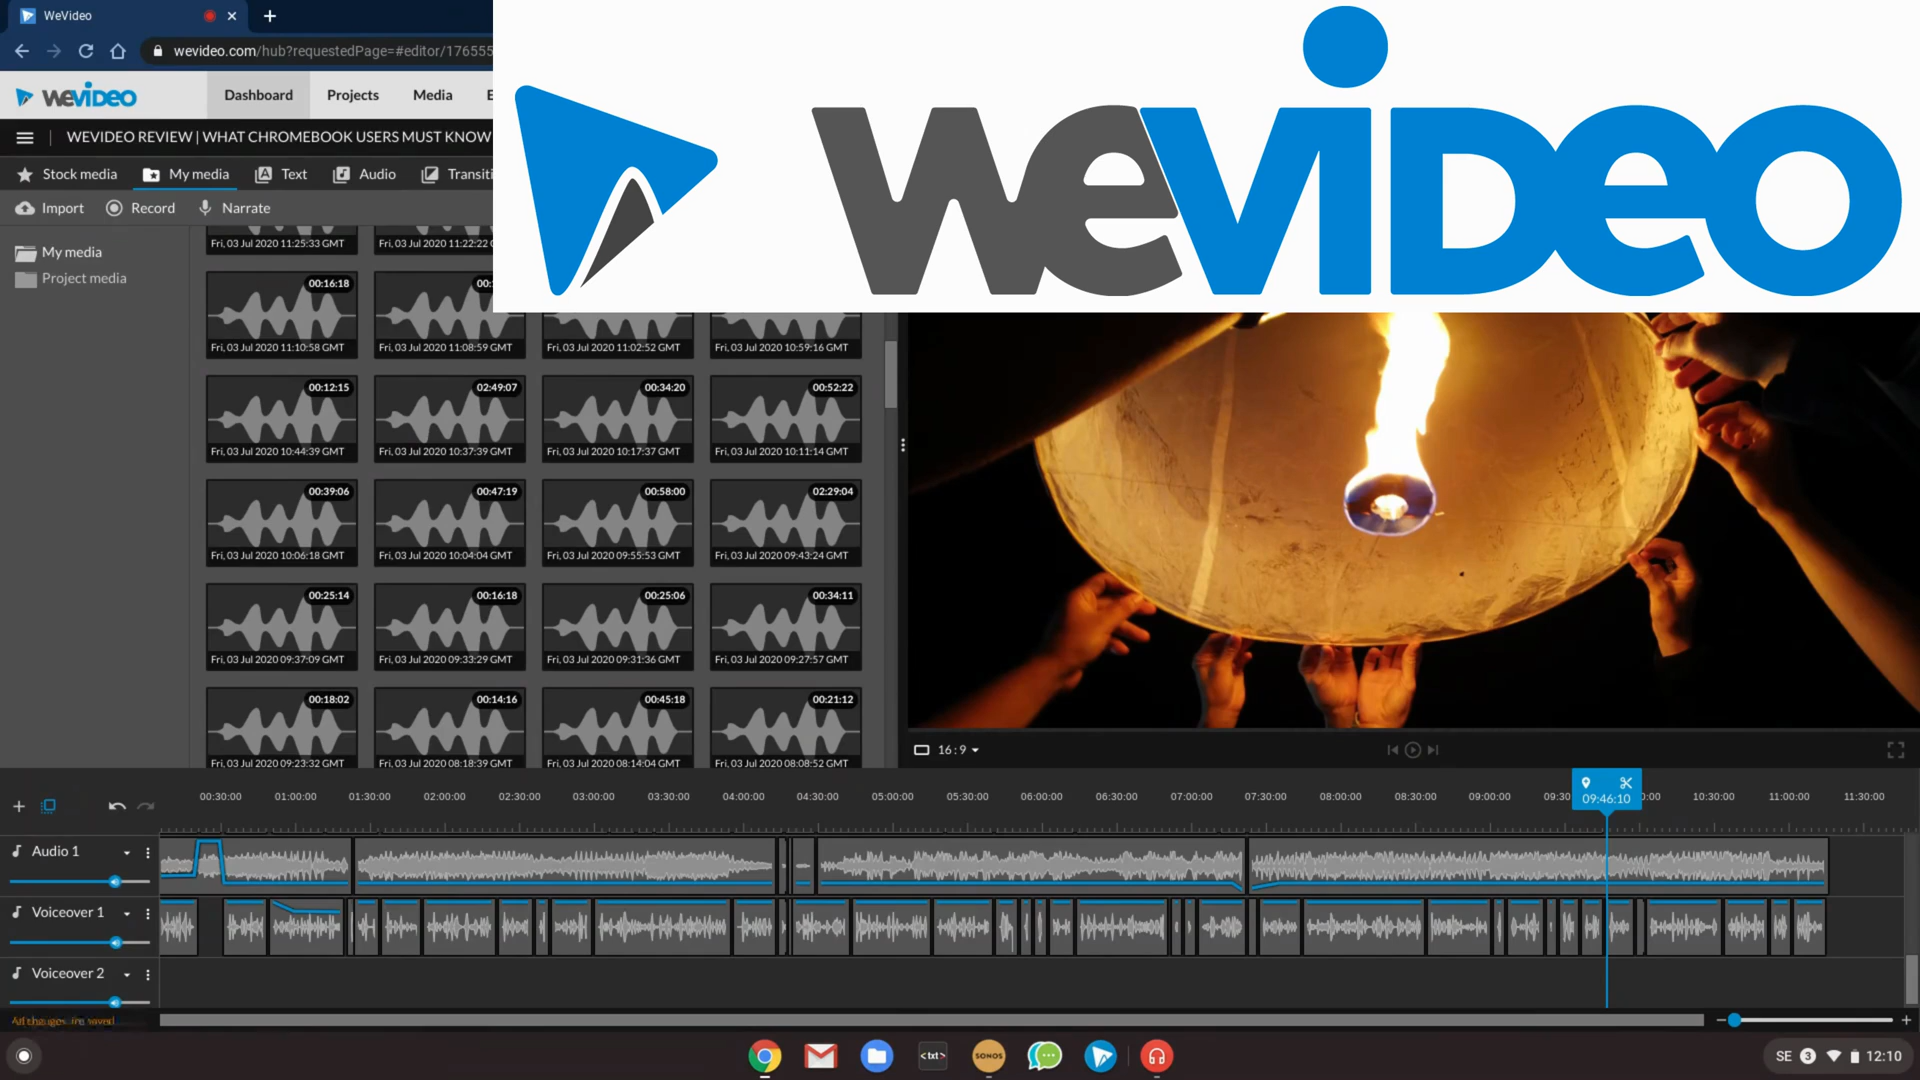 WeVideo
wevideo.com/hub?requestedPage=#editor/176555
wevideo
Dashboard
Projects
Media
E
wevideo
WEVIDEO REVIEW | WHAT CHROMEBOOK USERS MUST KNOW
Stock media
My media
Text
Audio
Transiti
Import
Record
Narrate
My media
Project media
Fri, 03 Jul 2020 11:25:33 GMT
Fri, 03 Jul 2020 11:22:22 G
00:16:18
00:
Fri, 03 Jul 2020 11:10:58 GMT
Fri, 03 Jul 2020 11:08:59 GMT
Fri, 03 Jul 2020 11:02:52 GMT
Fri, 03 Jul 2020 10:59:16 GMT
00:12:15
02:49:07
00:34:20
00:52:22
Fri, 03 Jul 2020 10:44:39 GMT
Fri, 03 Jul 2020 10:37:39 GMT
Fri, 03 Jul 2020 10:17:37 GMT
Fri, 03 Jul 2020 10:11:14 GMT
00:39:06
00:47:19
00:58:00
02:29:04
Fri, 03 Jul 2020 10:06:18 GMT
Fri, 03 Jul 2020 10:04:04 GMT
Fri, 03 Jul 2020 09:55:53 GMT
Fri, 03 Jul 2020 09:43:24 GMT
00:25:14
00:16:18
00:25:06
00:34:11
Fri, 03 Jul 2020 09:37:09 GMT
Fri, 03 Jul 2020 09:33:29 GMT
Fri, 03 Jul 2020 09:31:36 GMT
Fri, 03 Jul 2020 09:27:57 GMT
00:18:02
00:14:16
00:45:18
00:21:12
Fri, 03 Jul 2020 09:23:32 GMT
Fri, 03 Jul 2020 08:18:39 GMT
Fri, 03 Jul 2020 08:14:04 GMT
Fri, 03 Jul 2020 08:08:52 GMT
16:9
00:30:00 01:00:00 01:30:00 02:00:00 02:30:00 03:00:00 03:30:00 04:00:00 04:30:00 05:00:00 05:30:00 06:00:00 06:30:00 07:00:00 07:30:00 08:00:00 08:30:00 09:00:00 09:30 09:46:10 0:00 10:30:00 11:00:00 11:30:00
Audio 1
Voiceover 1
Voiceover 2
<txt>
SONOS
SE 3 12:10